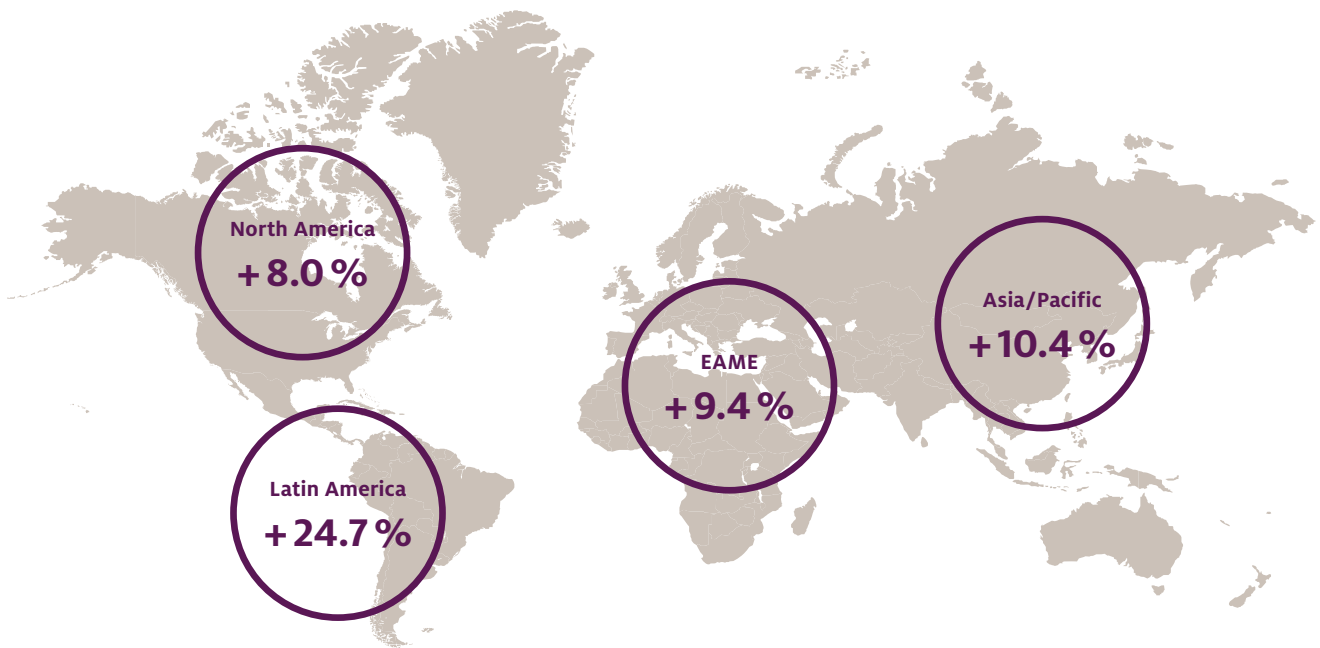 North America
+ 8.0 %
Latin America
+ 24.7 %
EAME
+ 9.4 %
Asia/Pacific
+ 10.4 %